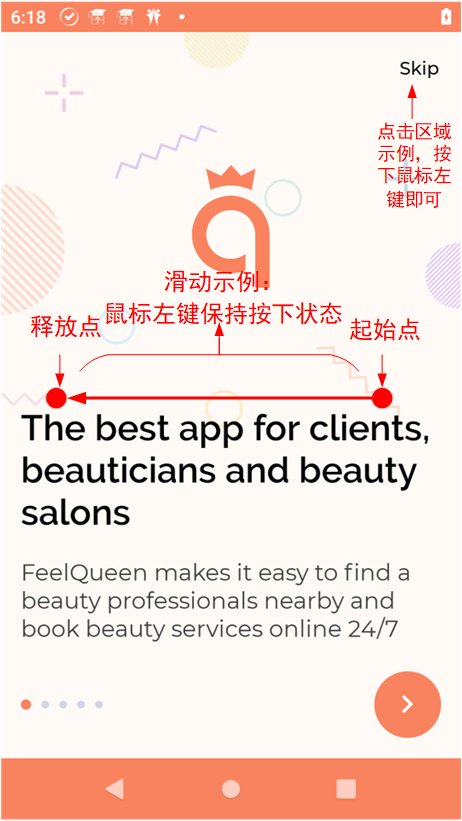 6:18
Skip
点击区域
示例，按
下鼠标左
键即可
滑动示例：
鼠标左键保持按下状态
释放点
起始点
The best app for clients,
beauticians and beauty
salons
FeelQueen makes it easy to find a
beauty professionals nearby and
book beauty services online 24/7